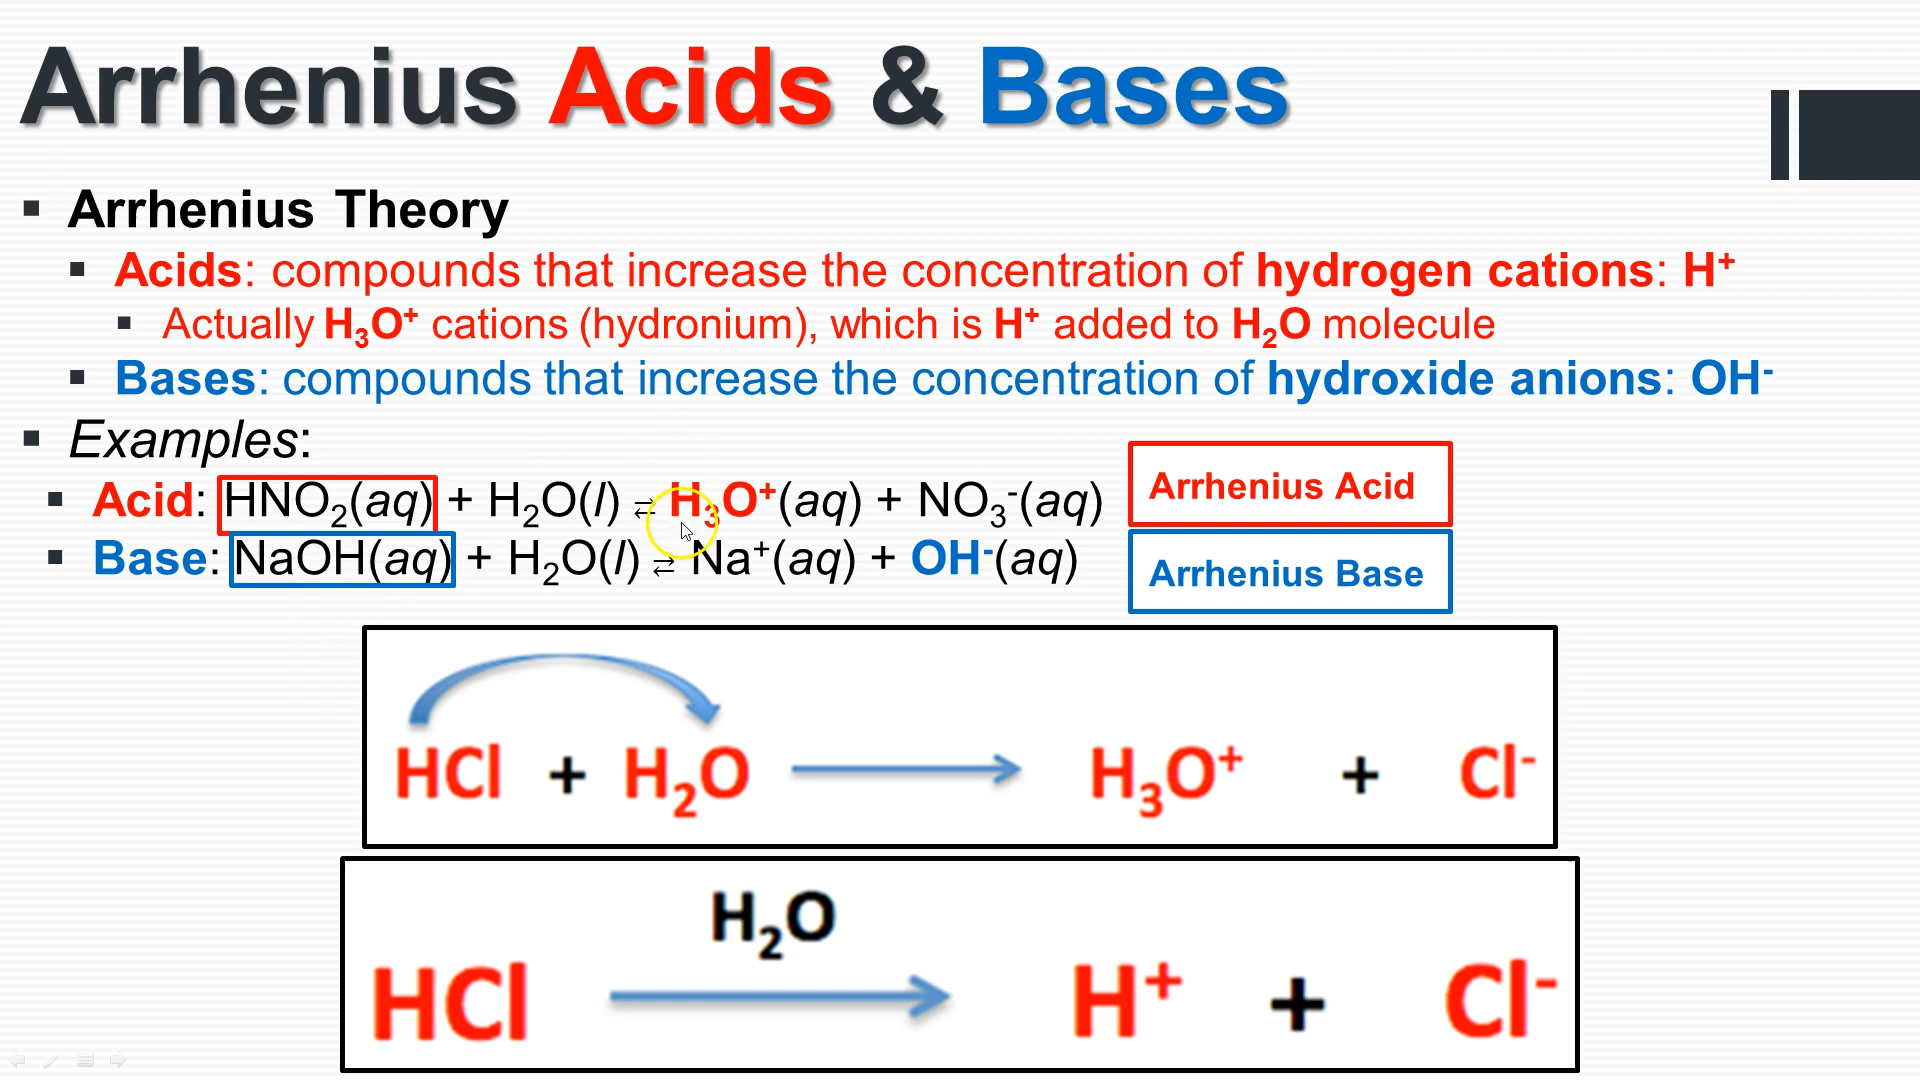 Arrhenius Acids & Bases
▪ Arrhenius Theory
▪ Acids: compounds that increase the concentration of hydrogen cations: H⁺
▪ Actually H₃O⁺ cations (hydronium), which is H⁺ added to H₂O molecule
▪ Bases: compounds that increase the concentration of hydroxide anions: OH⁻
▪ Examples:
▪ Acid: HNO₂(aq) + H₂O(l) ⇄ H₃O⁺(aq) + NO₃⁻(aq)
Arrhenius Acid
▪ Base: NaOH(aq) + H₂O(l) ⇄ Na⁺(aq) + OH⁻(aq)
Arrhenius Base
HCl + H₂O → H₃O⁺ + Cl⁻
H₂O
HCl → H⁺ + Cl⁻